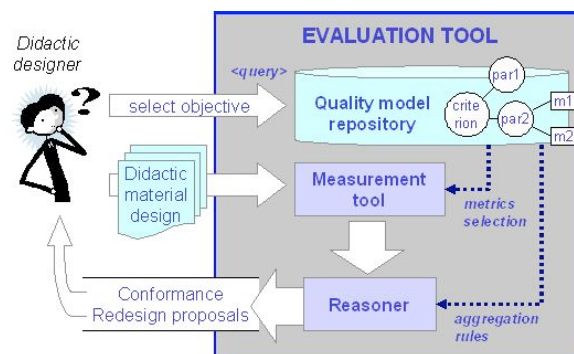 Didactic
designer
?
EVALUATION TOOL
<query>
select objective
Quality model
repository
crite
rion
par1
par2
m1
m2
Didactic
material
design
Measurement
tool
metrics
selection
Conformance
Redesign proposals
Reasoner
aggregation
rules